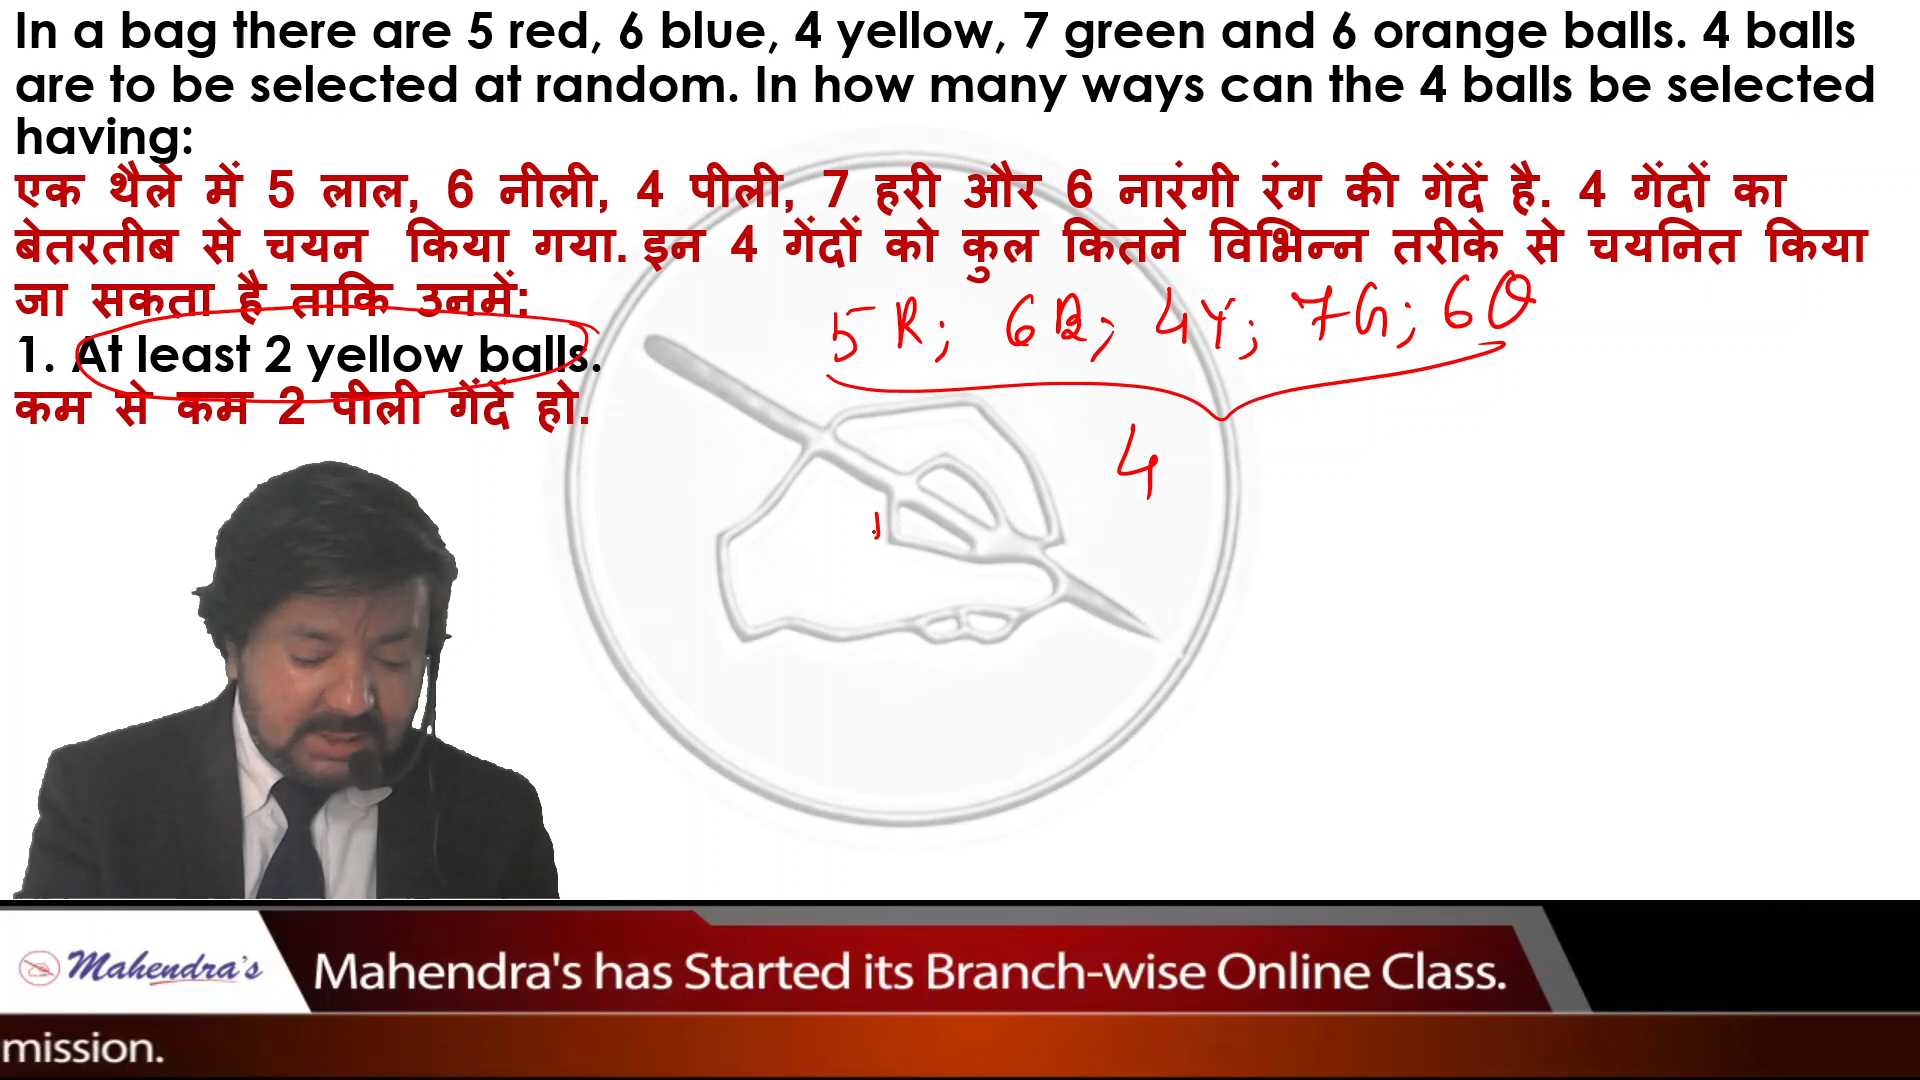 In a bag there are 5 red, 6 blue, 4 yellow, 7 green and 6 orange balls. 4 balls
are to be selected at random. In how many ways can the 4 balls be selected
having:
एक थैले में 5 लाल, 6 नीली, 4 पीली, 7 हरी और 6 नारंगी रंग की गेंदें है. 4 गेंदों का
बेतरतीब से चयन किया गया. इन 4 गेंदों को कुल कितने विभिन्न तरीके से चयनित किया
जा सकता है ताकि उनमें:
5R; 6B; 4Y; 7G; 6O
1. At least 2 yellow balls.
कम से कम 2 पीली गेंदें हो.
4
Mahendra's
Mahendra's has Started its Branch-wise Online Class.
mission.